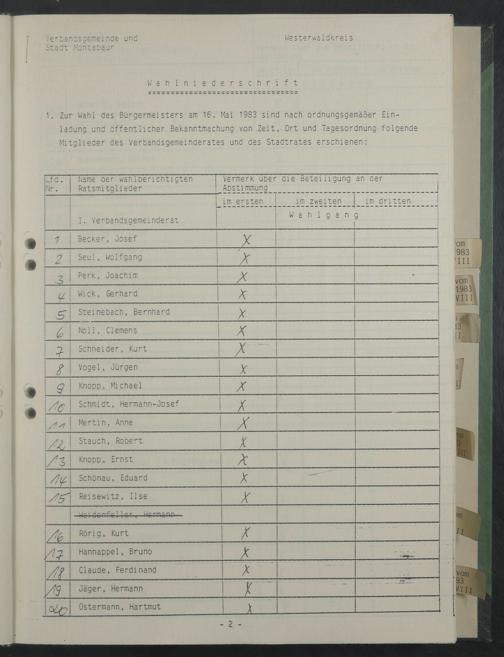 Verbandsgemeinde und Westerwaldkreis
Stadt Montabaur
Wahlniederschrift
1. Zur Wahl des Bürgermeisters am 16. Mai 1983 sind nach ordnungsgemäßer Ein-
ladung und öffentlicher Bekanntmachung von Zeit, Ort und Tagesordnung folgende
Mitglieder des Verbandsgemeinderates und des Stadtrates erschienen:
Lfd. Name der wahlberichtigten Vermerk über die Beteiligung an der
Nr. Ratsmitglieder Abstimmung
im ersten im zweiten im dritten
I. Verbandsgemeinderat Wahlgang
1 Becker, Josef X
2 Seul, Wolfgang X
3 Perk, Joachim X
4 Wick, Gerhard X
5 Steinebach, Bernhard X
6 Noll, Clemens X
7 Schneider, Kurt X
8 Vogel, Jürgen X
9 Knopp, Michael X
10 Schmidt, Hermann-Josef X
11 Mertin, Anne X
12 Stauch, Robert X
13 Knopp, Ernst X
14 Schönau, Eduard X
15 Reisewitz, Ilse X
Heidenfeller, Hermann
16 Rörig, Kurt X
17 Hannappel, Bruno X
18 Claude, Ferdinand X
19 Jäger, Hermann X
20 Ostermann, Hartmut X
- 2 -